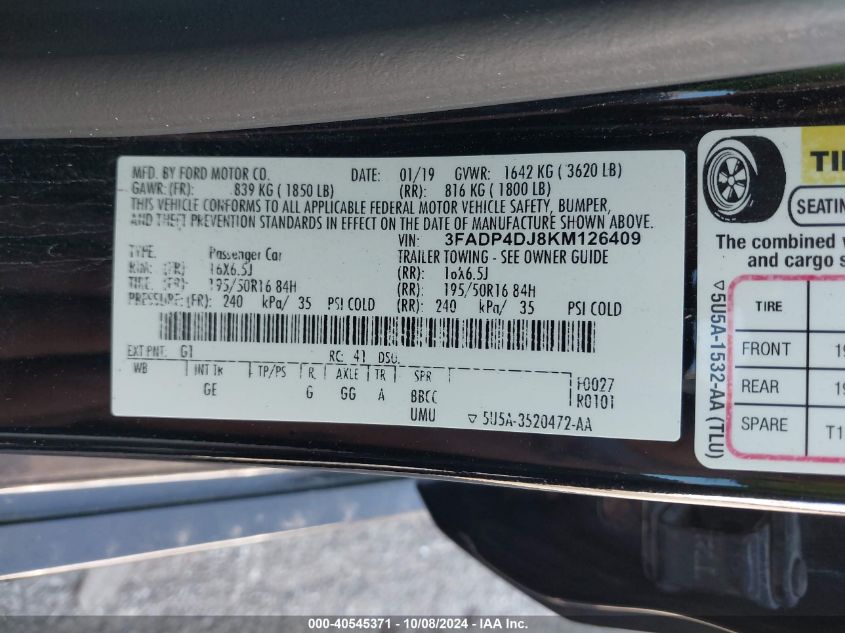 MFD. BY FORD MOTOR CO. DATE: 01/19 GVWR: 1642 KG ( 3620 LB)
GAWR:(FR): 839 KG ( 1850 LB) (RR): 816 KG ( 1800 LB)
THIS VEHICLE CONFORMS TO ALL APPLICABLE FEDERAL MOTOR VEHICLE SAFETY, BUMPER,
AND THEFT PREVENTION STANDARDS IN EFFECT ON THE DATE OF MANUFACTURE SHOWN ABOVE.
VIN: 3FADP4DJ8KM126409
TYPE: Passenger Car TRAILER TOWING - SEE OWNER GUIDE
RIM: (FR) 16X6.5J (RR): 16X6.5J
TIRE: (FR) 195/50R16 84H (RR): 195/50R16 84H
PRESSURE:(FR): 240 kPa/ 35 PSI COLD (RR): 240 kPa/ 35 PSI COLD
EXT PNT: G1 RC: 41 DSO:
WB INT TR TP/PS R AXLE TR SPR
GE G GG A BBCC
UMU
F0027
R0101
▽ 5U5A-3520472-AA
TI
SEATIN
The combined
and cargo s
TIRE
FRONT 19
REAR 19
SPARE T1
▽5U5A-1532-AA (TLU)
000-40545371 - 10/08/2024 - IAA Inc.